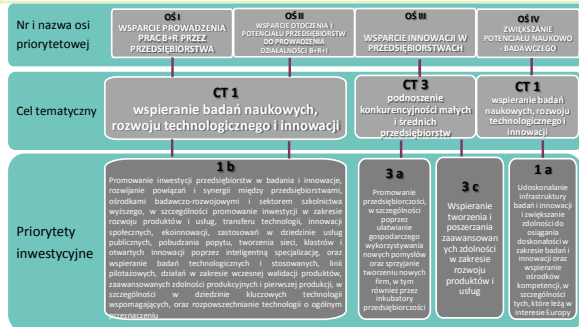 Nr i nazwa osi
priorytetowej
OŚ I
WSPARCIE PROWADZENIA
PRAC B+R PRZEZ
PRZEDSIĘBIORSTWA
OŚ II
WSPARCIE OTOCZENIA I
POTENCJAŁU PRZEDSIĘBIORSTW
DO PROWADZENIA
DZIAŁALNOŚCI B+R+I
OŚ III
WSPARCIE INNOWACJI W
PRZEDSIĘBIORSTWACH
OŚ IV
ZWIĘKSZANIE
POTENCJAŁU NAUKOWO
- BADAWCZEGO
Cel tematyczny
CT 1
wspieranie badań naukowych,
rozwoju technologicznego i innowacji
CT 3
podnoszenie
konkurencyjności małych
i średnich
przedsiębiorstw
CT 1
wspieranie badań
naukowych, rozwoju
technologicznego i
innowacji
Priorytety
inwestycyjne
1 b
Promowanie inwestycji przedsiębiorstw w badania i innowacje,
rozwijanie powiązań i synergii między przedsiębiorstwami,
ośrodkami badawczo-rozwojowymi i sektorem szkolnictwa
wyższego, w szczególności promowanie inwestycji w zakresie
rozwoju produktów i usług, transferu technologii, innowacji
społecznych, ekoinnowacji, zastosowań w dziedzinie usług
publicznych, pobudzania popytu, tworzenia sieci, klastrów i
otwartych innowacji poprzez inteligentną specjalizację, oraz
wspieranie badań technologicznych i stosowanych, linii
pilotażowych, działań w zakresie wczesnej walidacji produktów,
zaawansowanych zdolności produkcyjnych i pierwszej produkcji, w
szczególności w dziedzinie kluczowych technologii
wspomagających, oraz rozpowszechnianie technologii o ogólnym
przeznaczeniu
3 a
Promowanie
przedsiębiorczości,
w szczególności
poprzez
ułatwianie
gospodarczego
wykorzystywania
nowych pomysłów
oraz sprzyjanie
tworzeniu nowych
firm, w tym
również przez
inkubatory
przedsiębiorczości
3 c
Wspieranie
tworzenia i
poszerzania
zaawansowanych
zdolności w
zakresie
rozwoju
produktów i
usług
1 a
Udoskonalanie
infrastruktury
badań i innowacji
i zwiększanie
zdolności do
osiągania
doskonałości w
zakresie badań i
innowacji oraz
wspieranie
ośrodków
kompetencji, w
szczególności
tych, które leżą w
interesie Europy